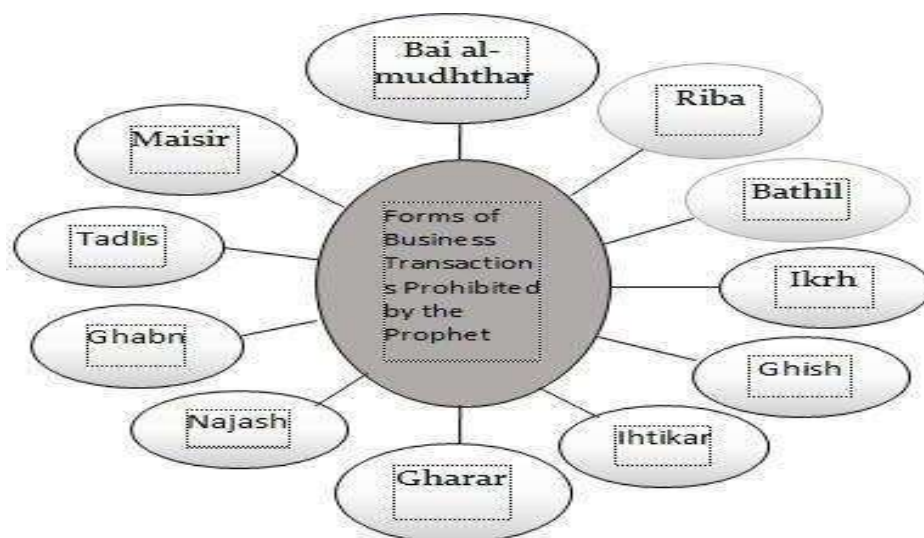 Bai al-
mudhthar
Riba
Bathil
Ikrh
Ghish
Ihtikar
Gharar
Najash
Ghabn
Tadlis
Maisir
Forms of
Business
Transaction
s Prohibited
by the
Prophet